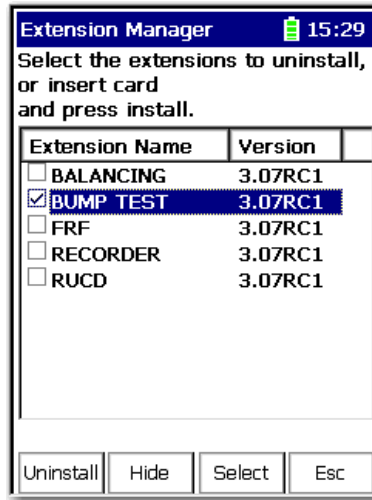 Extension Manager 15:29
Select the extensions to uninstall,
or insert card
and press install.
Extension Name Version
BALANCING 3.07RC1
BUMP TEST 3.07RC1
FRF 3.07RC1
RECORDER 3.07RC1
RUCD 3.07RC1
Uninstall Hide Select Esc